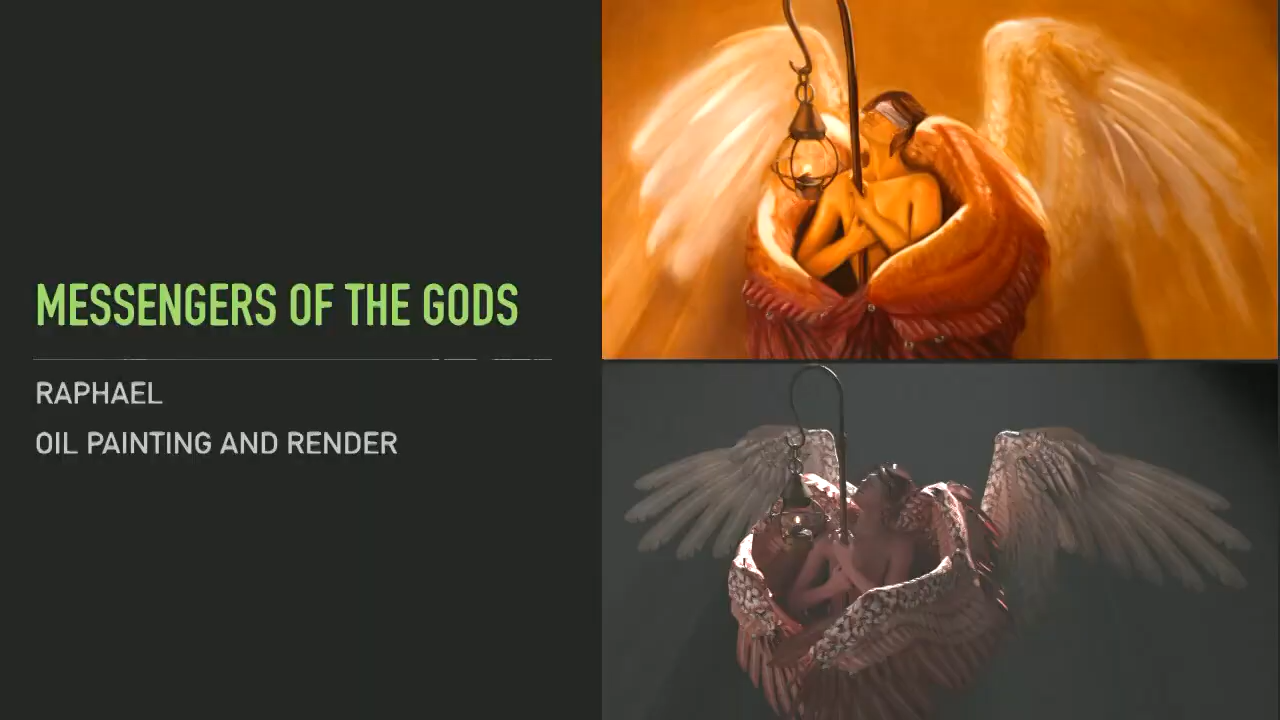 MESSENGERS OF THE GODS
RAPHAEL
OIL PAINTING AND RENDER